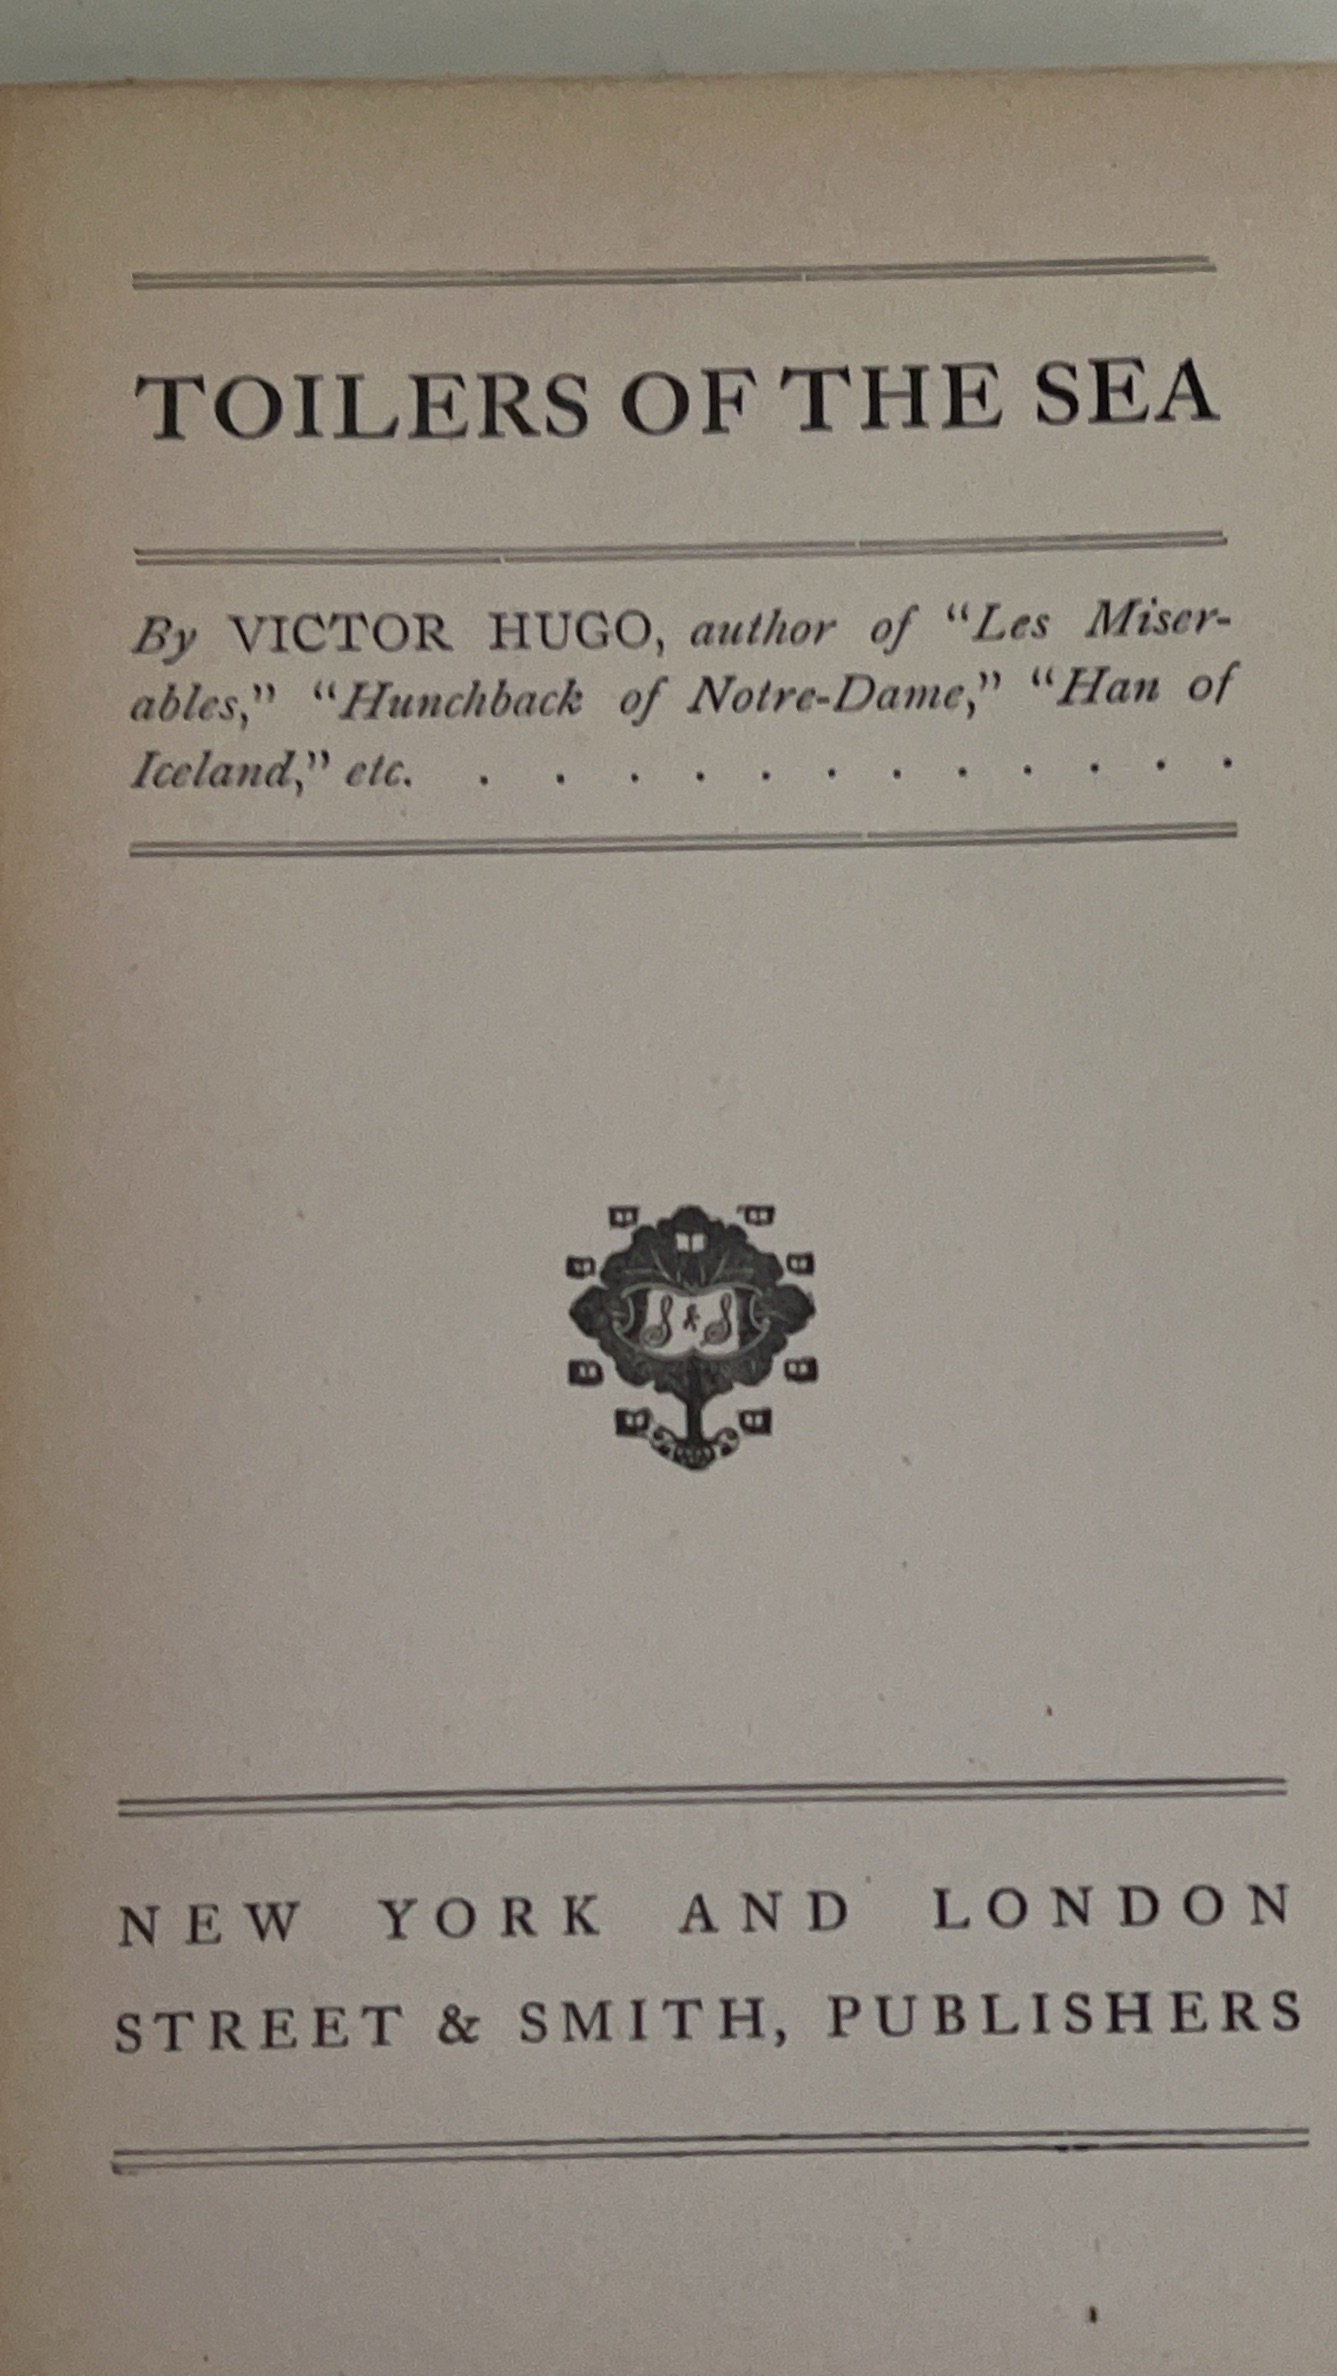 TOILERS OF THE SEA
By VICTOR HUGO, author of “Les Miser-
ables,” “Hunchback of Notre-Dame,” “Han of
Iceland,” etc. . . . . . . . . . . . .
S & S
NEW YORK AND LONDON
STREET & SMITH, PUBLISHERS